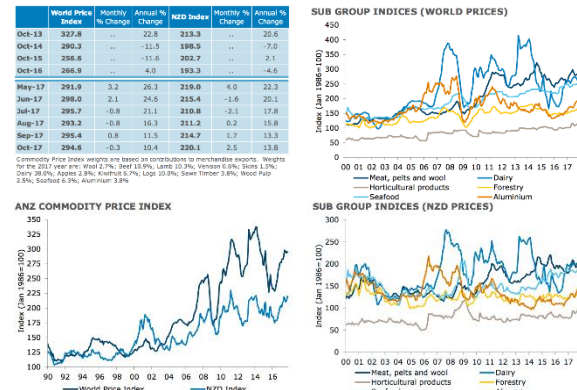 World Price Index Monthly % Change Annual % Change NZD Index Monthly % Change Annual % Change
Oct-13 327.8 .. 22.8 213.3 .. 20.6
Oct-14 290.3 .. -11.5 198.5 .. -7.0
Oct-15 256.6 .. -11.6 202.7 .. 2.1
Oct-16 266.9 .. 4.0 193.3 .. -4.6
May-17 291.9 3.2 26.3 219.0 4.0 22.3
Jun-17 298.0 2.1 24.6 215.4 -1.6 20.1
Jul-17 295.7 -0.8 21.1 210.8 -2.1 17.8
Aug-17 293.2 -0.8 16.3 211.2 0.2 15.8
Sep-17 295.4 0.8 11.5 214.7 1.7 13.3
Oct-17 294.6 -0.3 10.4 220.1 2.5 13.8
Commodity Price Index weights are based on contributions to merchandise exports. Weights
for the 2017 year are: Wool 2.7%; Beef 10.9%; Lamb 10.3%; Venison 0.6%; Skins 1.5%;
Dairy 38.0%; Apples 2.8%; Kiwifruit 6.7%; Logs 10.0%; Sawn Timber 3.8%; Wood Pulp
2.5%; Seafood 6.3%; Aluminium 3.8%
SUB GROUP INDICES (WORLD PRICES)
Index (Jan 1986=100)
450
400
350
300
250
200
150
100
50
0
00 01 02 03 04 05 06 07 08 09 10 11 12 13 14 15 16 17
Meat, pelts and wool
Dairy
Horticultural products
Forestry
Seafood
Aluminium
ANZ COMMODITY PRICE INDEX
Index (Jan 1986=100)
350
325
300
275
250
225
200
175
150
125
100
90 92 94 96 98 00 02 04 06 08 10 12 14 16
World Price Index
NZD Index
SUB GROUP INDICES (NZD PRICES)
Index (Jan 1986=100)
300
250
200
150
100
50
0
00 01 02 03 04 05 06 07 08 09 10 11 12 13 14 15 16 17
Meat, pelts and wool
Dairy
Horticultural products
Forestry